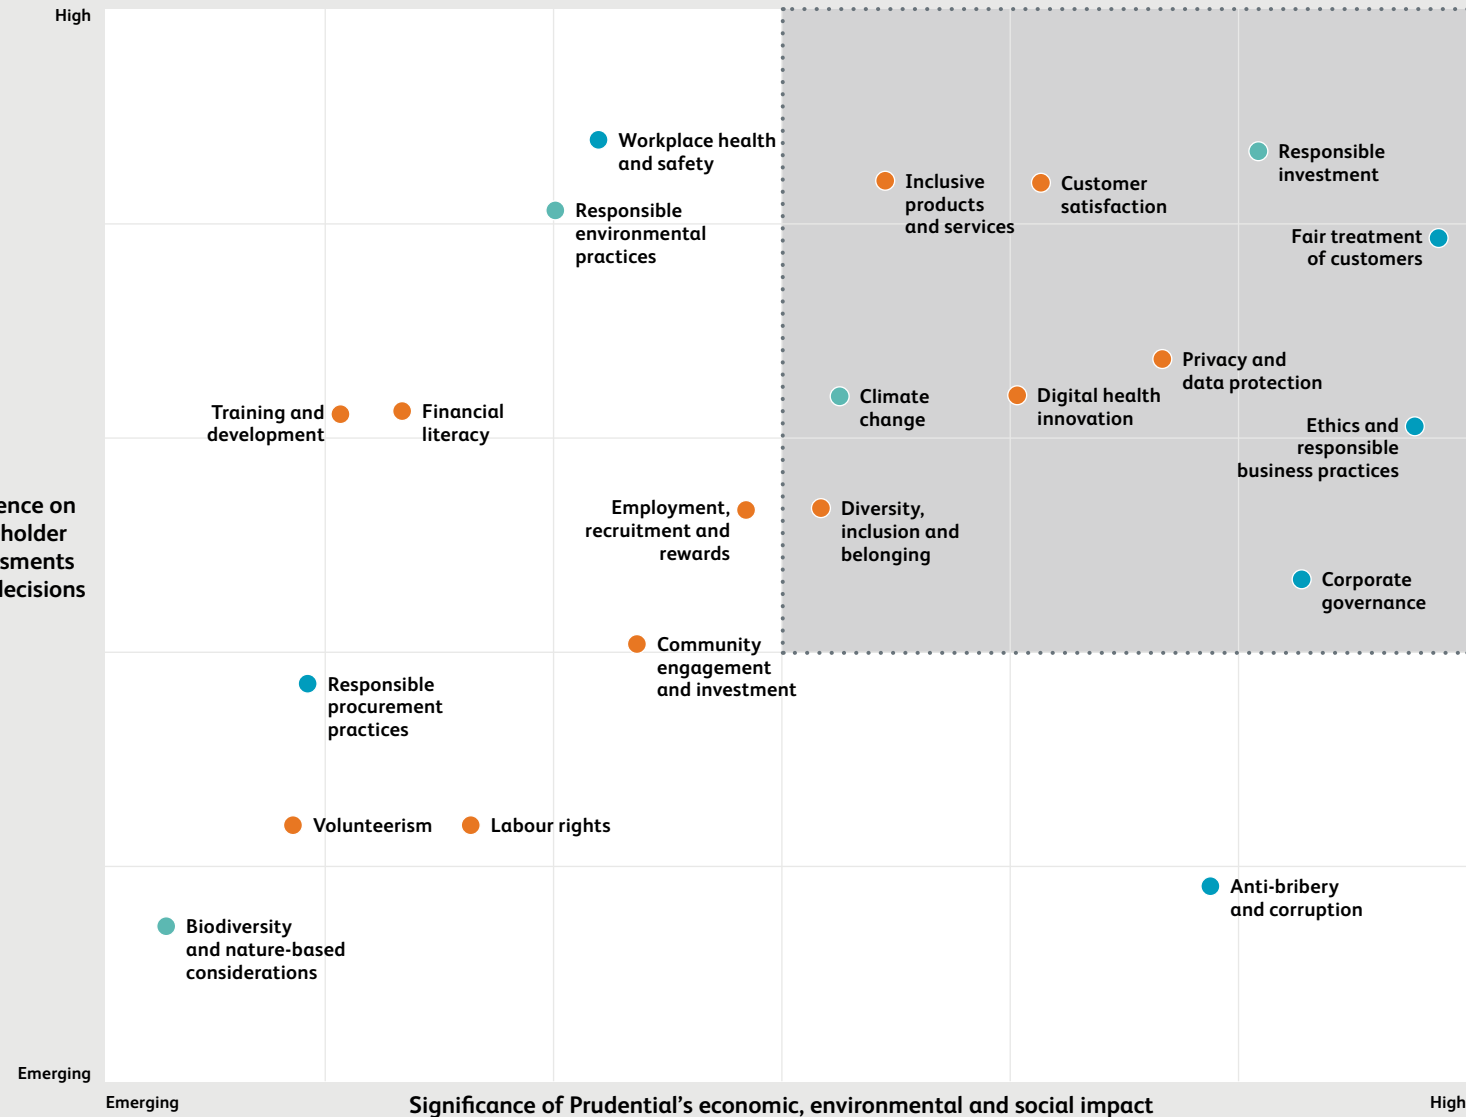 High
Workplace health
and safety
Responsible
environmental
practices
Inclusive
products
and services
Customer
satisfaction
Responsible
investment
Fair treatment
of customers
Privacy and
data protection
Climate
change
Digital health
innovation
Training and
development
Financial
literacy
Ethics and
responsible
business practices
Employment,
recruitment and
rewards
Diversity,
inclusion and
belonging
ence on
holder
sments
lecisions
Corporate
governance
Community
engagement
and investment
Responsible
procurement
practices
Volunteerism
Labour rights
Anti-bribery
and corruption
Biodiversity
and nature-based
considerations
Emerging
Emerging
Significance of Prudential's economic, environmental and social impact
High